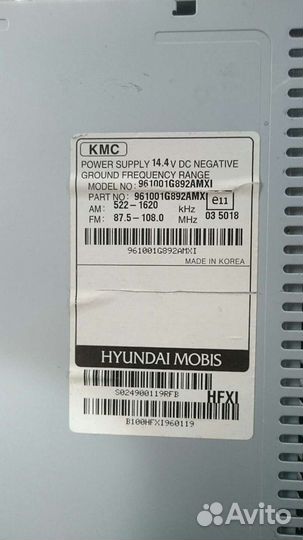 KMC
POWER SUPPLY 14.4 V DC NEGATIVE
GROUND FREQUENCY RANGE
MODEL NO: 961001G892AMXI
PART NO: 961001G892AMXI
AM: 522-1620 kHz
FM: 87.5-108.0 MHz
e11
03 5018
961001G892AMXI
MADE IN KOREA
HYUNDAI MOBIS
S024900119RFB
HFXI
B100HFXI960119
Avito